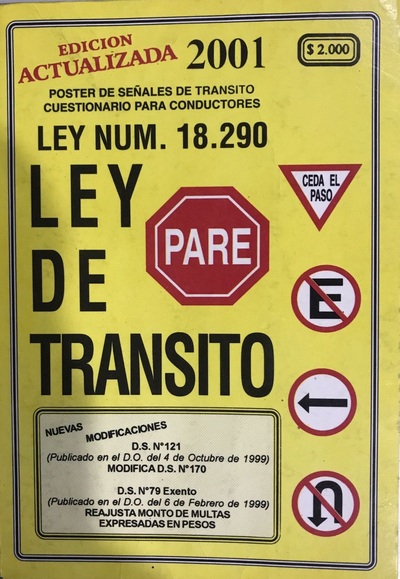 EDICION
ACTUALIZADA 2001
$ 2.000
POSTER DE SEÑALES DE TRANSITO
CUESTIONARIO PARA CONDUCTORES
LEY NUM. 18.290
LEY
DE
TRANSITO
PARE
CEDA EL
PASO
E
NUEVAS
MODIFICACIONES
D.S. N°121
(Publicado en el D.O. del 4 de Octubre de 1999)
MODIFICA D.S. N°170
D.S. N°79 Exento
(Publicado en el D.O. del 6 de Febrero de 1999)
REAJUSTA MONTO DE MULTAS
EXPRESADAS EN PESOS